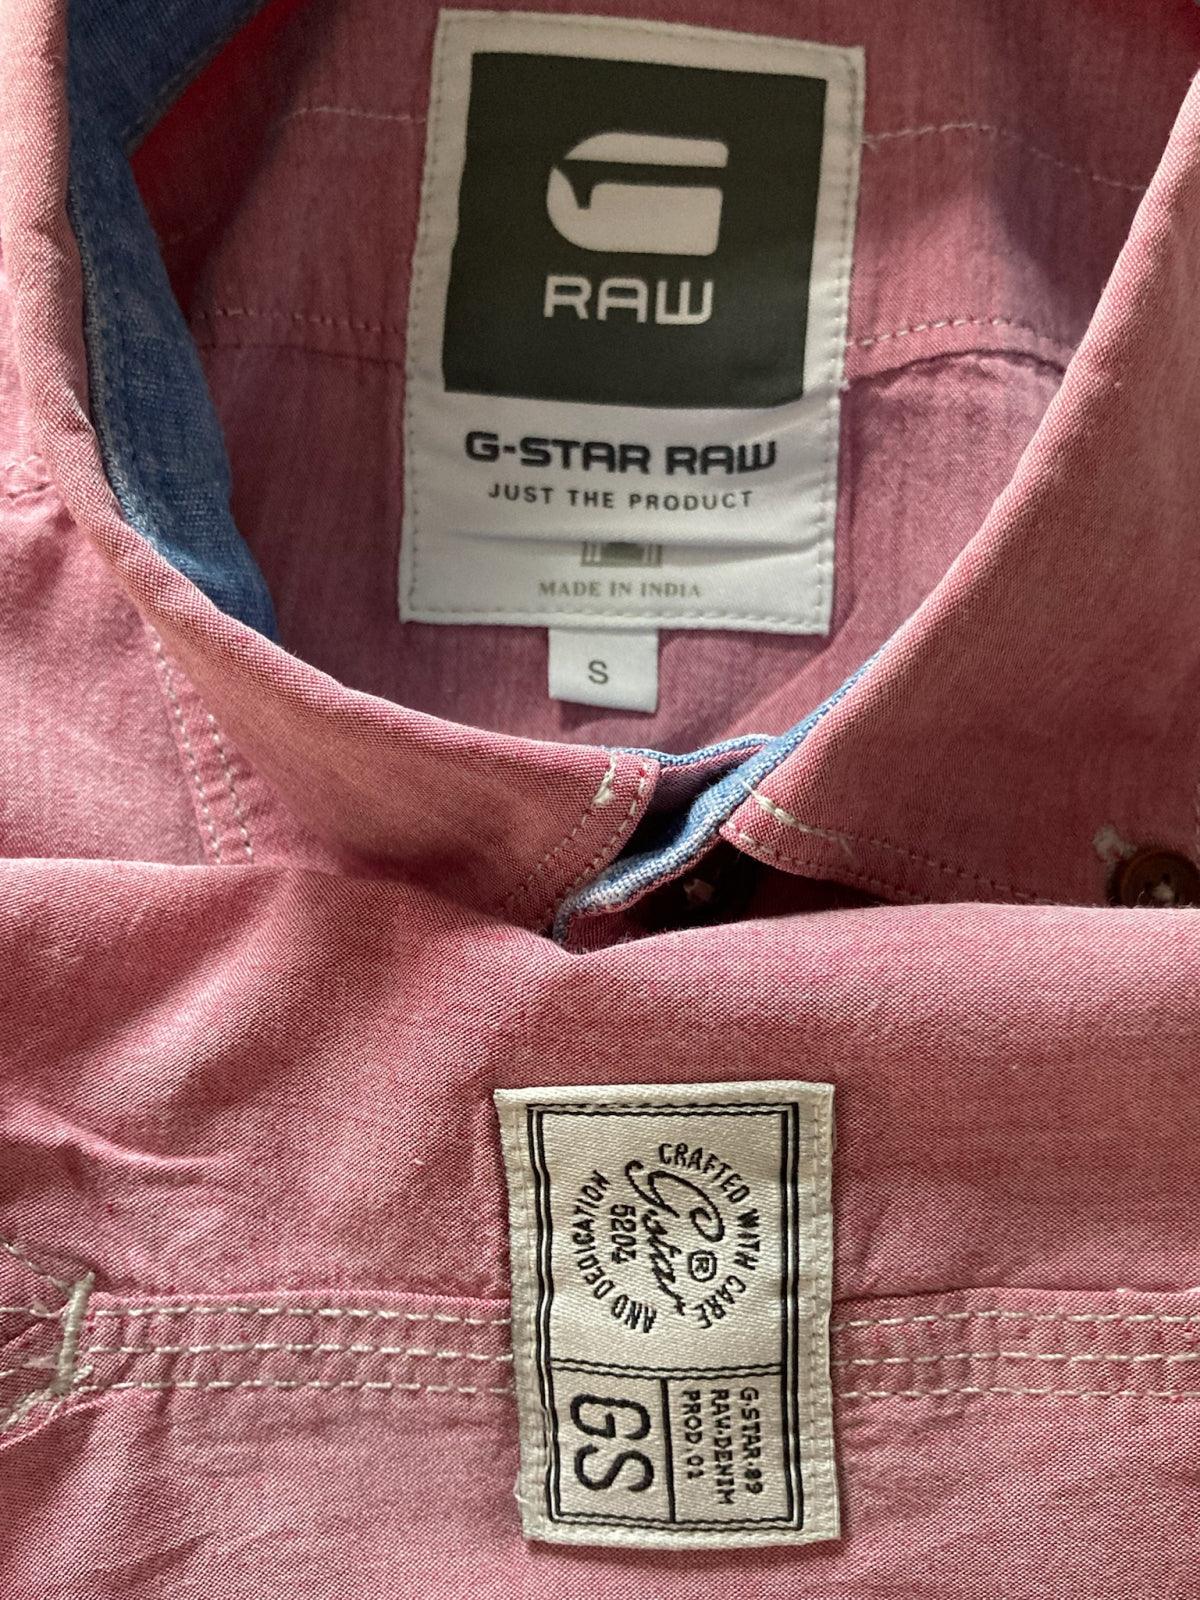 RAW
G-STAR RAW
JUST THE PRODUCT
MADE IN INDIA
S
CRAFTED WITH CARE
AND DEDICATION
G-Star ®
5204
G-STAR.89
RAW.DENIM
PROD. 01
GS